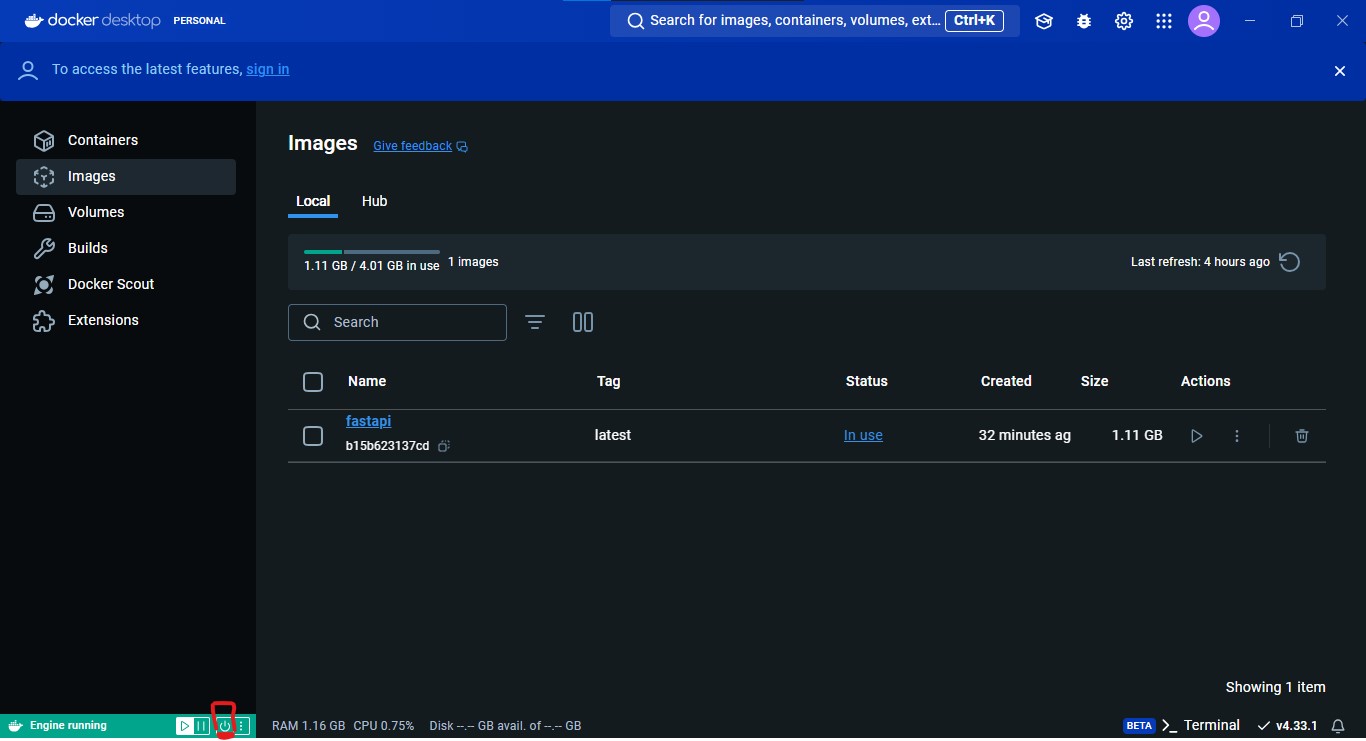 docker desktop PERSONAL
Search for images, containers, volumes, ext... Ctrl+K
To access the latest features, sign in
Containers
Images
Volumes
Builds
Docker Scout
Extensions
Images Give feedback
Local Hub
1.11 GB / 4.01 GB in use 1 images
Last refresh: 4 hours ago
Search
Name Tag Status Created Size Actions
fastapi
b15b623137cd
latest In use 32 minutes ag 1.11 GB
Showing 1 item
Engine running
RAM 1.16 GB CPU 0.75% Disk --.-- GB avail. of --.-- GB
BETA >_ Terminal v4.33.1